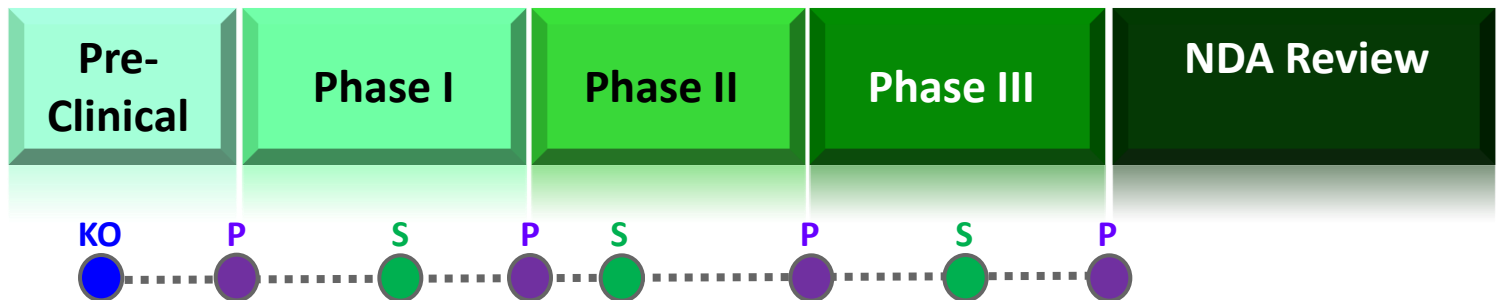 Pre-
Clinical
Phase I
Phase II
Phase III
NDA Review
KO
P
S
P
S
P
S
P